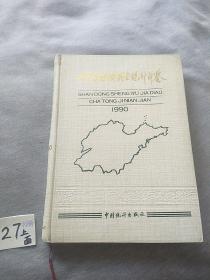 SHAN DONG SHENG WU JIA DIAO
CHA TONG JI NIAN JIAN
1990
中国统计出版社
27上面